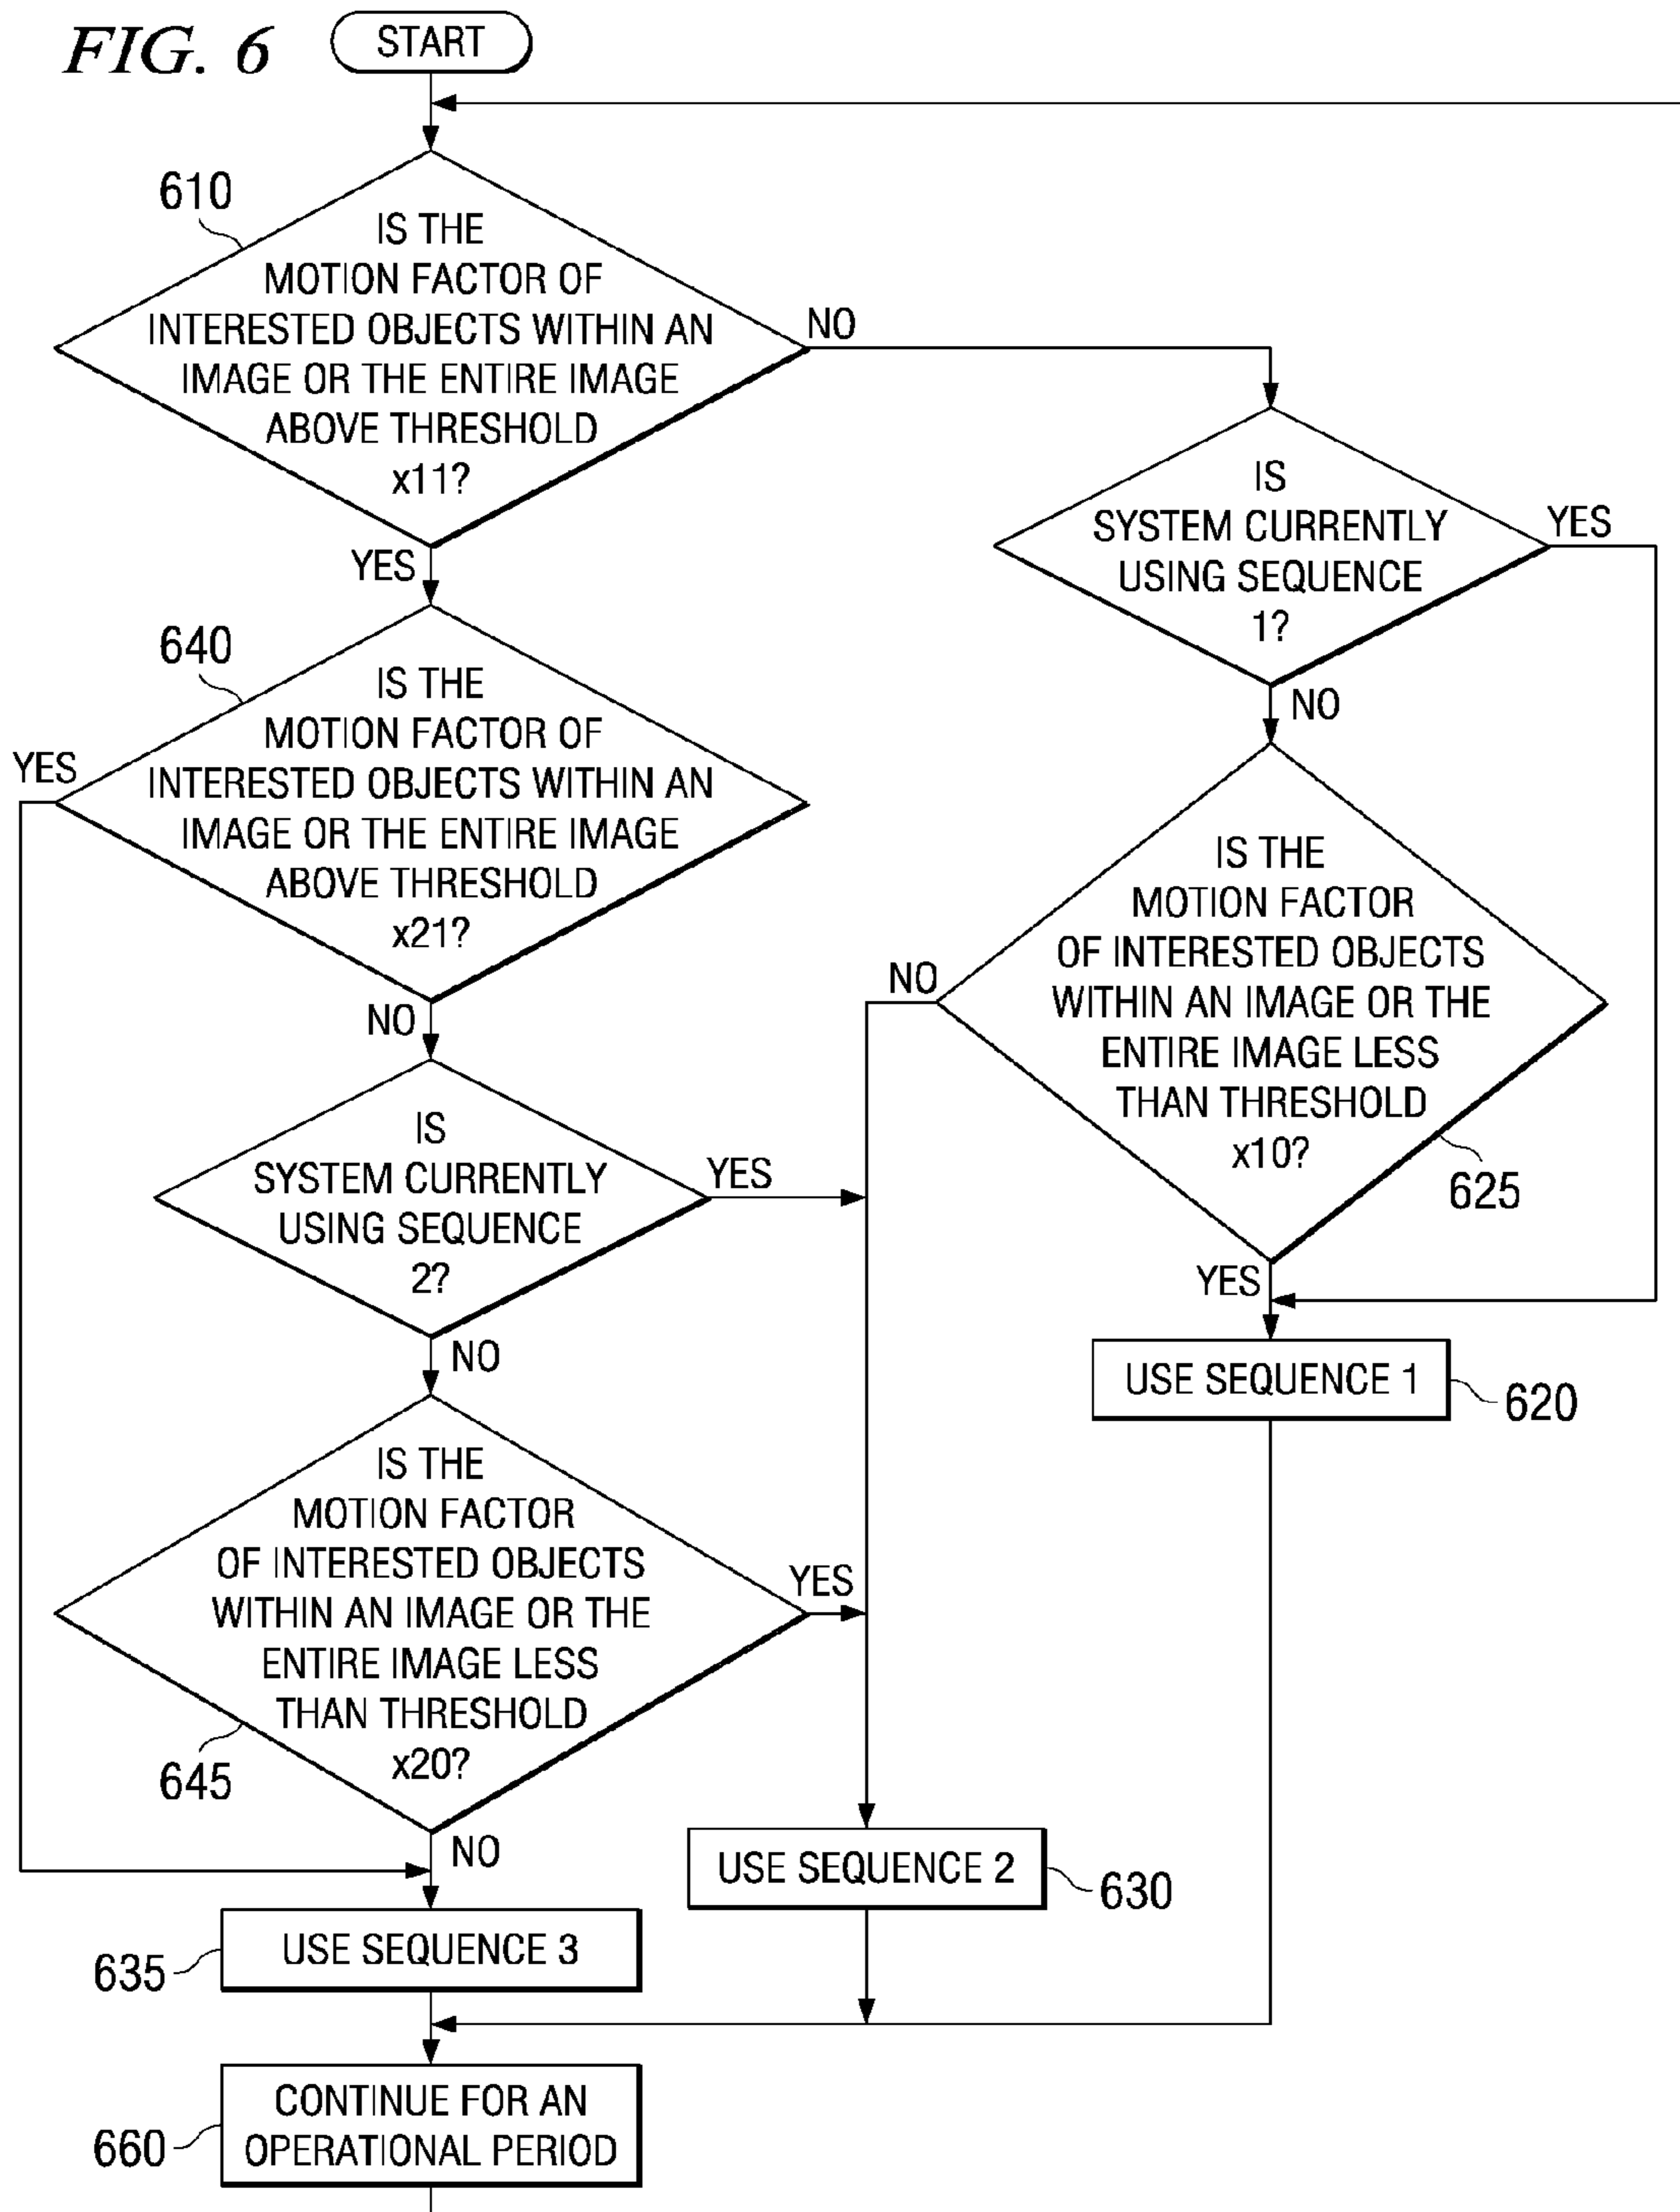 FIG. 6
START
610
IS THE
MOTION FACTOR OF
INTERESTED OBJECTS WITHIN AN
IMAGE OR THE ENTIRE IMAGE
ABOVE THRESHOLD
x11?
NO
YES
IS
SYSTEM CURRENTLY
USING SEQUENCE
1?
YES
NO
640
IS THE
MOTION FACTOR OF
INTERESTED OBJECTS WITHIN AN
IMAGE OR THE ENTIRE IMAGE
ABOVE THRESHOLD
x21?
YES
NO
IS THE
MOTION FACTOR
OF INTERESTED OBJECTS
WITHIN AN IMAGE OR THE
ENTIRE IMAGE LESS
THAN THRESHOLD
x10?
NO
625
YES
IS
SYSTEM CURRENTLY
USING SEQUENCE
2?
YES
NO
USE SEQUENCE 1
620
IS THE
MOTION FACTOR
OF INTERESTED OBJECTS
WITHIN AN IMAGE OR THE
ENTIRE IMAGE LESS
THAN THRESHOLD
x20?
YES
645
NO
USE SEQUENCE 2
630
USE SEQUENCE 3
635
CONTINUE FOR AN
OPERATIONAL PERIOD
660